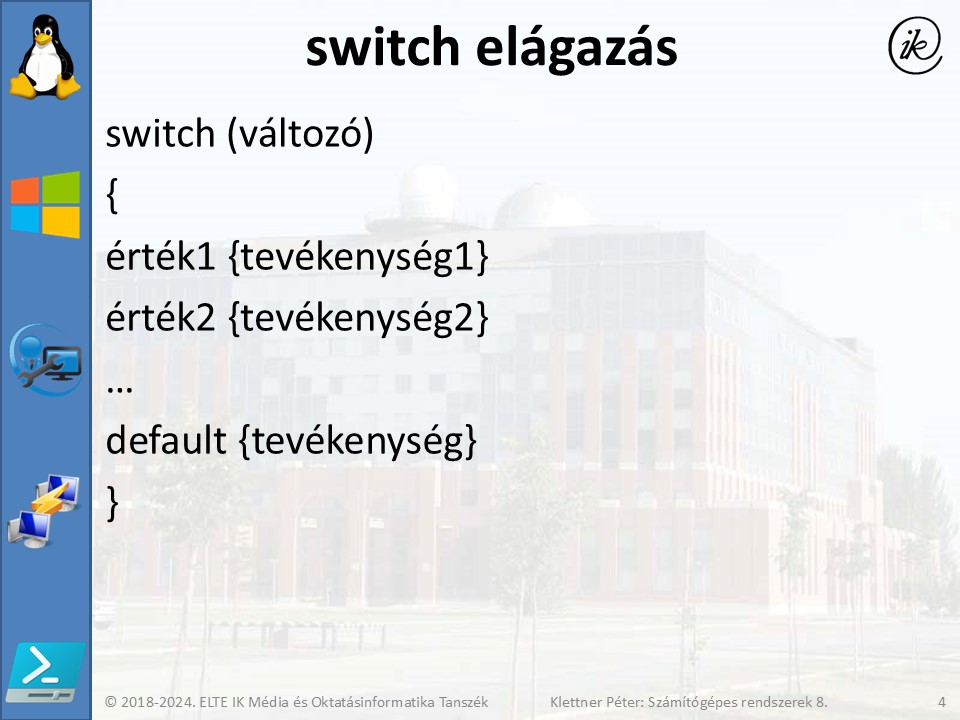 switch elágazás
ik
switch (változó)
{
érték1 {tevékenység1}
érték2 {tevékenység2}
…
default {tevékenység}
}
© 2018-2024. ELTE IK Média és Oktatásinformatika Tanszék Klettner Péter: Számítógépes rendszerek 8. 4